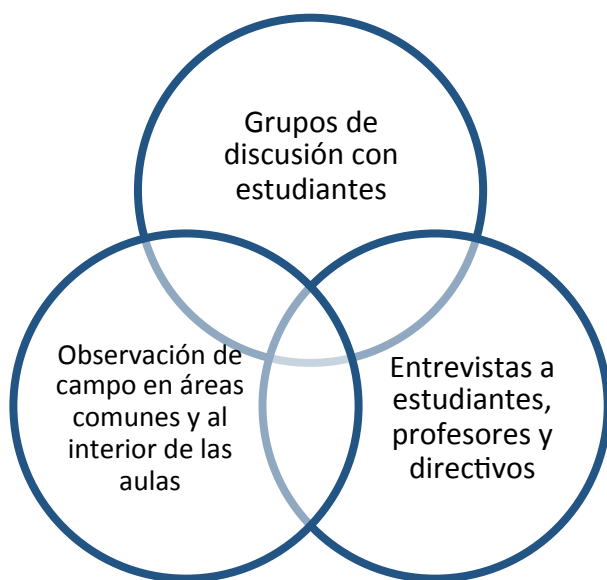 Grupos de
discusión con
estudiantes
Observación de
campo en áreas
comunes y al
interior de las
aulas
Entrevistas a
estudiantes,
profesores y
directivos